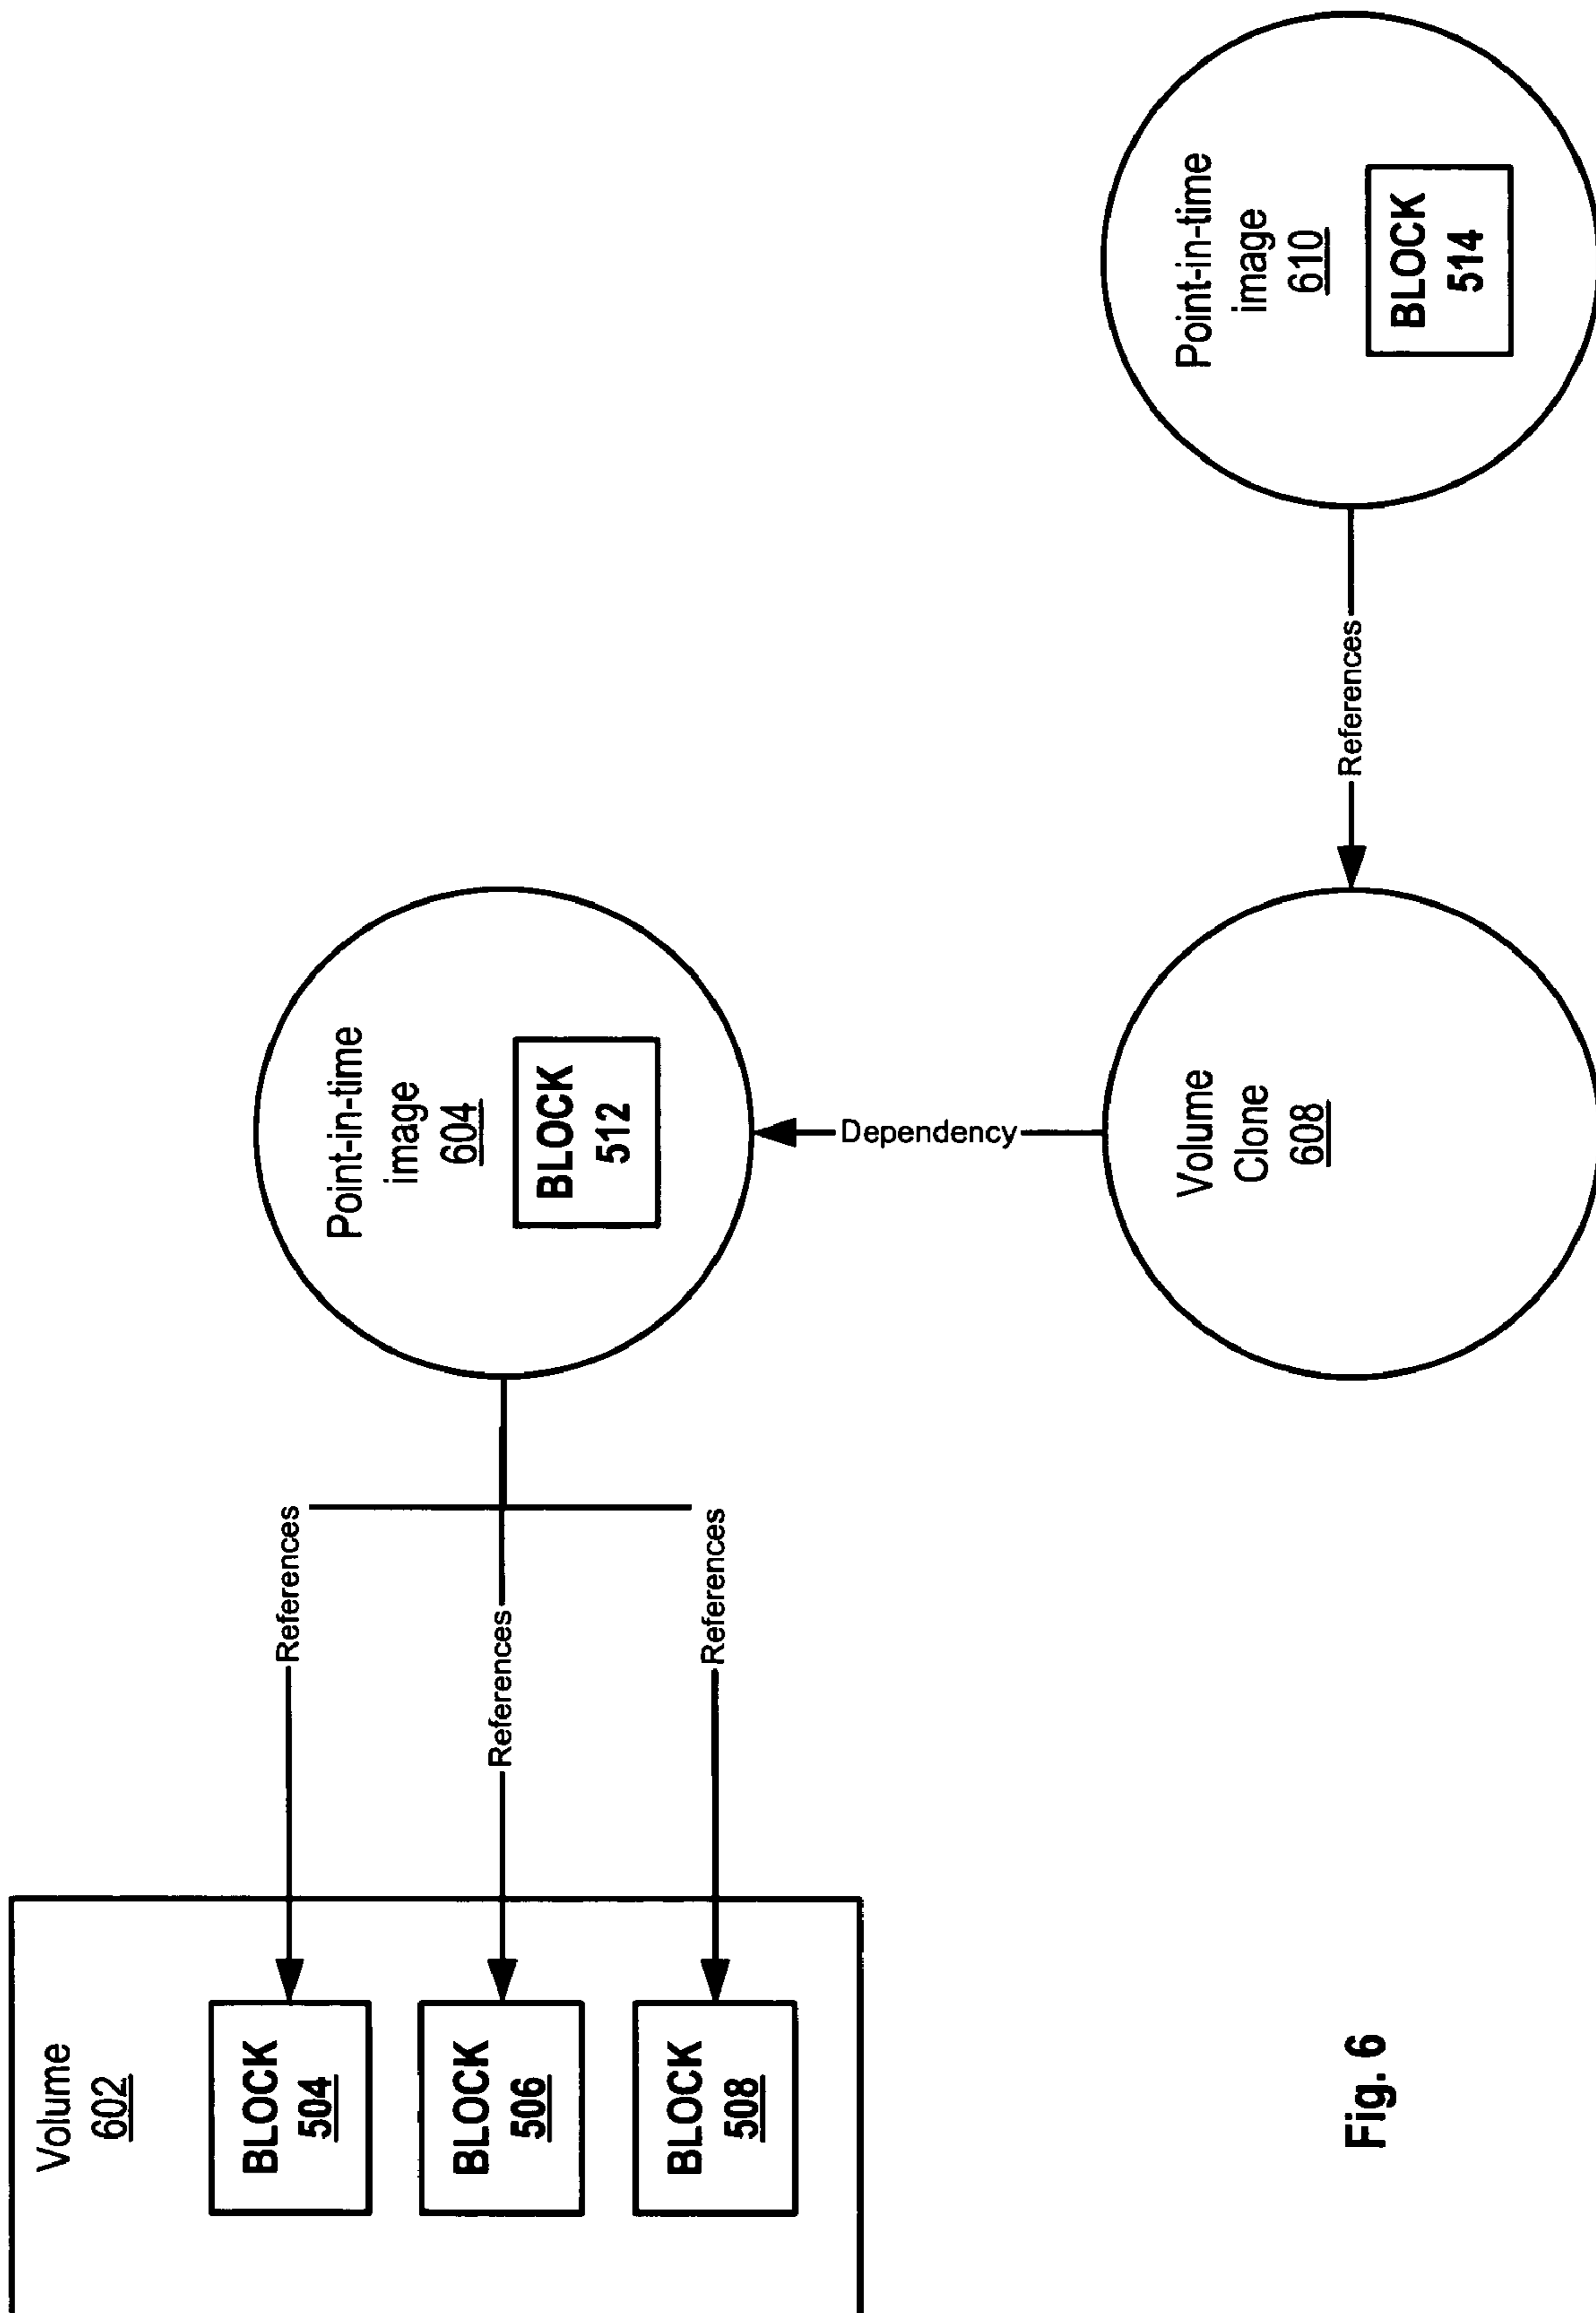 Volume
602
BLOCK
504
BLOCK
506
BLOCK
508
References
References
References
Point-in-time
image
604
BLOCK
512
Dependency
Volume
Clone
608
References
Point-in-time
image
610
BLOCK
514
Fig. 6